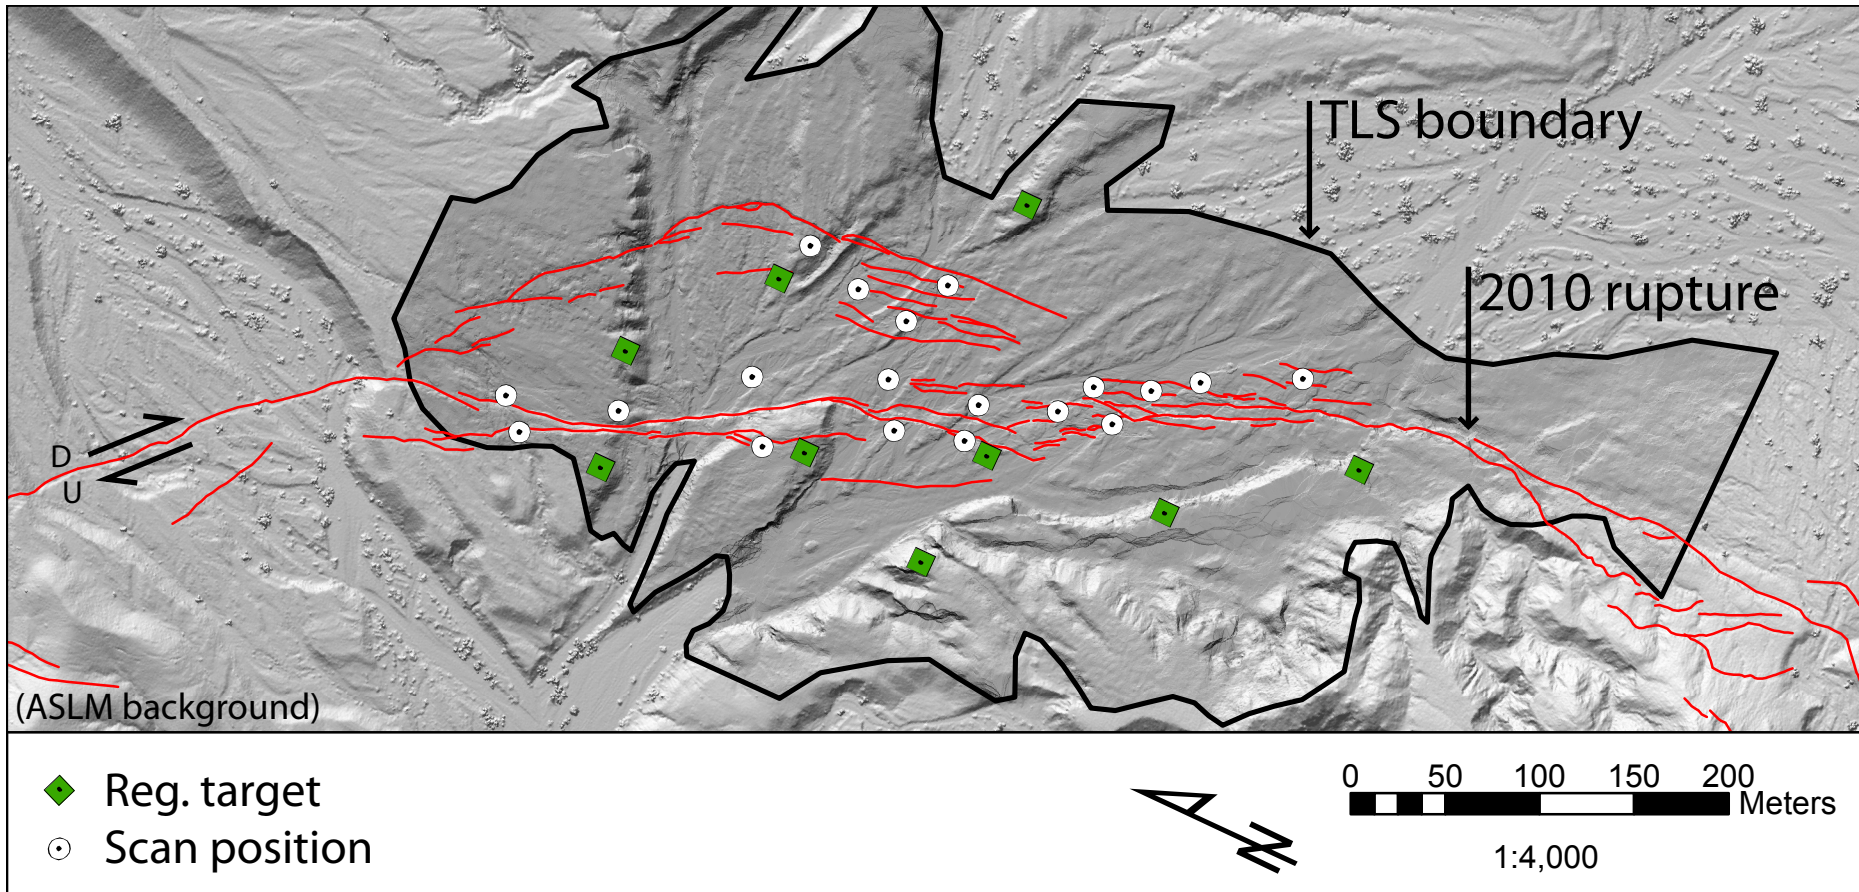 TLS boundary
2010 rupture
D
U
(ASLM background)
Reg. target
Scan position
N
0 50 100 150 200
Meters
1:4,000